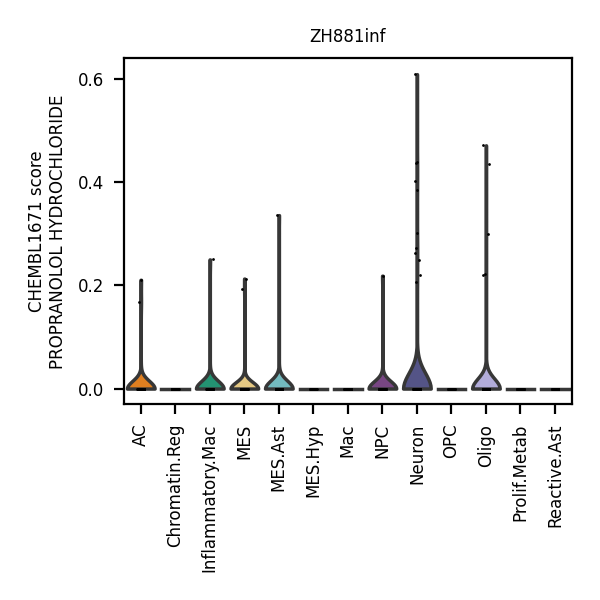 ZH881inf
CHEMBL1671 score
PROPRANOLOL HYDROCHLORIDE
0.6
0.4
0.2
0.0
AC
Chromatin.Reg
Inflammatory.Mac
MES
MES.Ast
MES.Hyp
Mac
NPC
Neuron
OPC
Oligo
Prolif.Metab
Reactive.Ast